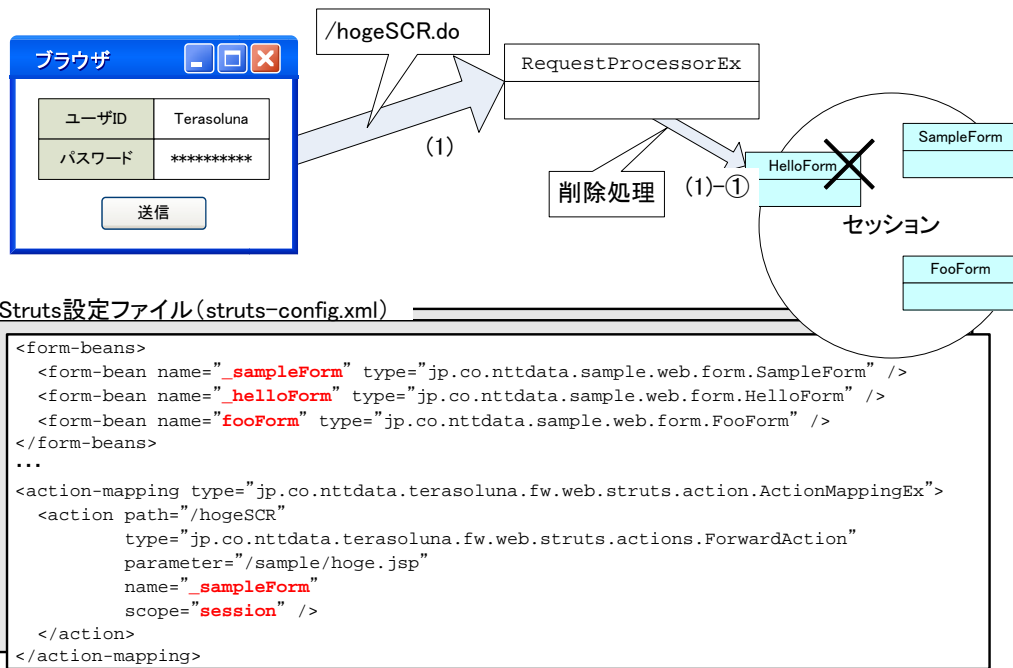 /hogeSCR.do
ブラウザ
RequestProcessorEx
ユーザID
Terasoluna
パスワード
**********
送信
(1)
削除処理
(1)-①
HelloForm
SampleForm
セッション
FooForm
Struts設定ファイル（struts-config.xml）
<form-beans>
<form-bean name=”_sampleForm” type=”jp.co.nttdata.sample.web.form.SampleForm” />
<form-bean name=”_helloForm” type=”jp.co.nttdata.sample.web.form.HelloForm” />
<form-bean name=”fooForm” type=”jp.co.nttdata.sample.web.form.FooForm” />
</form-beans>
・・・
<action-mapping type=”jp.co.nttdata.terasoluna.fw.web.struts.action.ActionMappingEx”>
<action path=”/hogeSCR”
type=”jp.co.nttdata.terasoluna.fw.web.struts.actions.ForwardAction”
parameter=”/sample/hoge.jsp”
name=”_sampleForm”
scope=”session” />
</action>
</action-mapping>